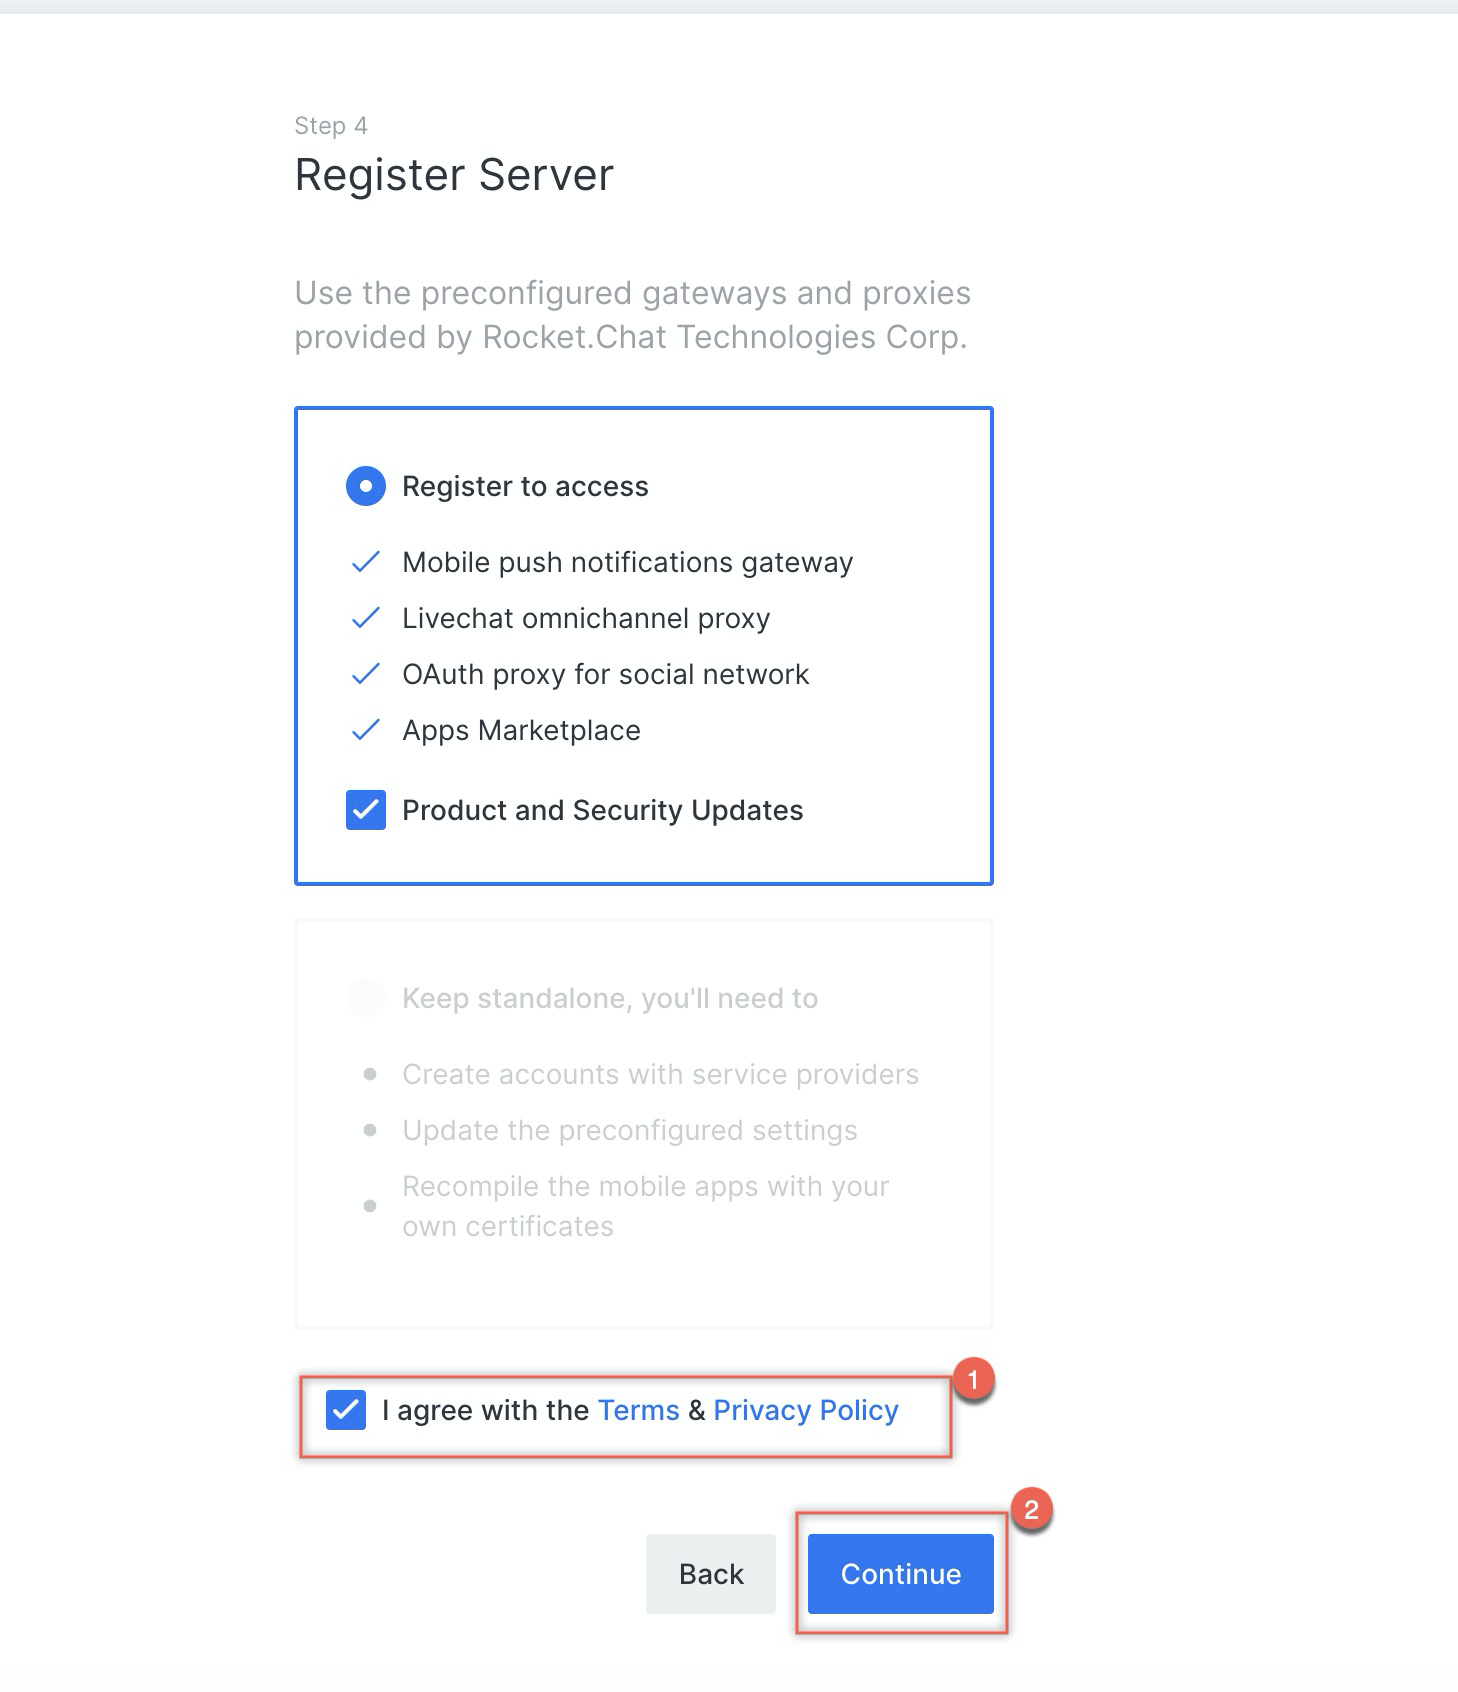 Step 4
Register Server
Use the preconfigured gateways and proxies
provided by Rocket.Chat Technologies Corp.
Register to access
Mobile push notifications gateway
Livechat omnichannel proxy
OAuth proxy for social network
Apps Marketplace
Product and Security Updates
Keep standalone, you'll need to
Create accounts with service providers
Update the preconfigured settings
Recompile the mobile apps with your
own certificates
1
I agree with the Terms & Privacy Policy
2
Back
Continue